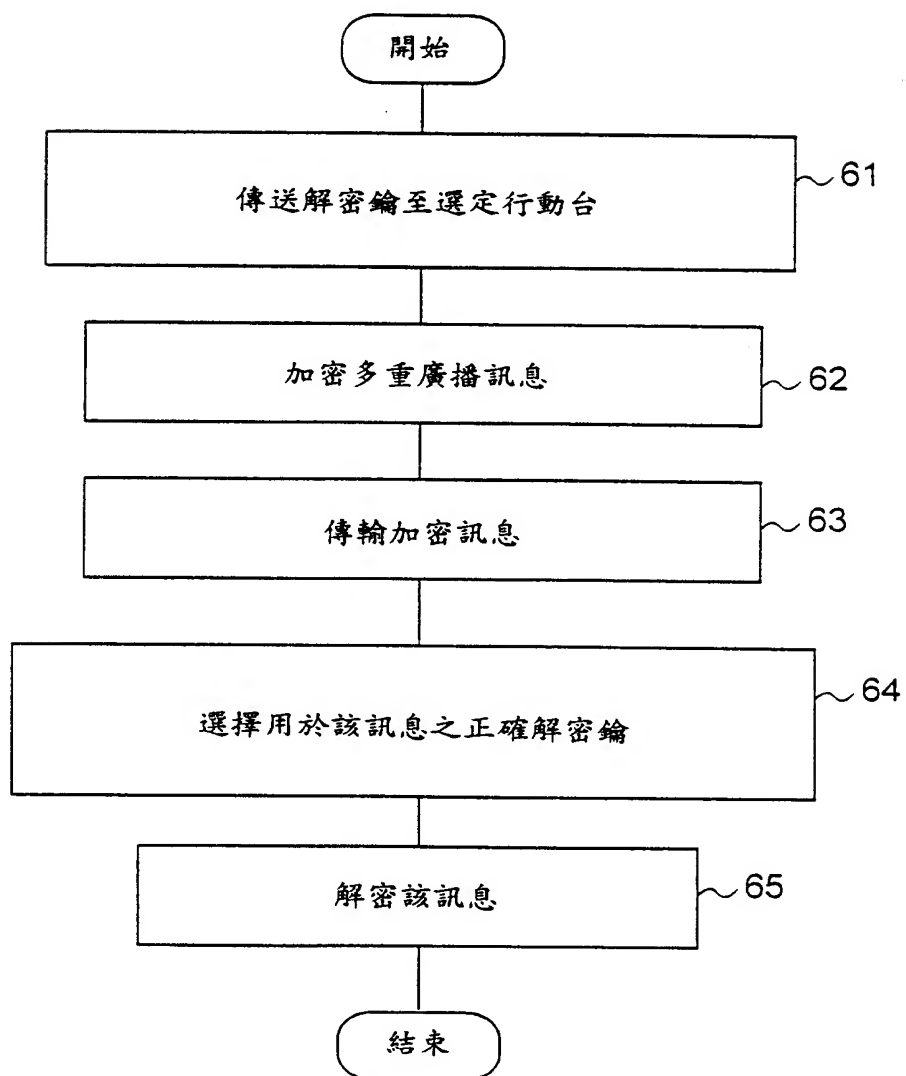 開始
傳送解密鑰至選定行動台
61
加密多重廣播訊息
62
傳輸加密訊息
63
選擇用於該訊息之正確解密鑰
64
解密該訊息
65
結束